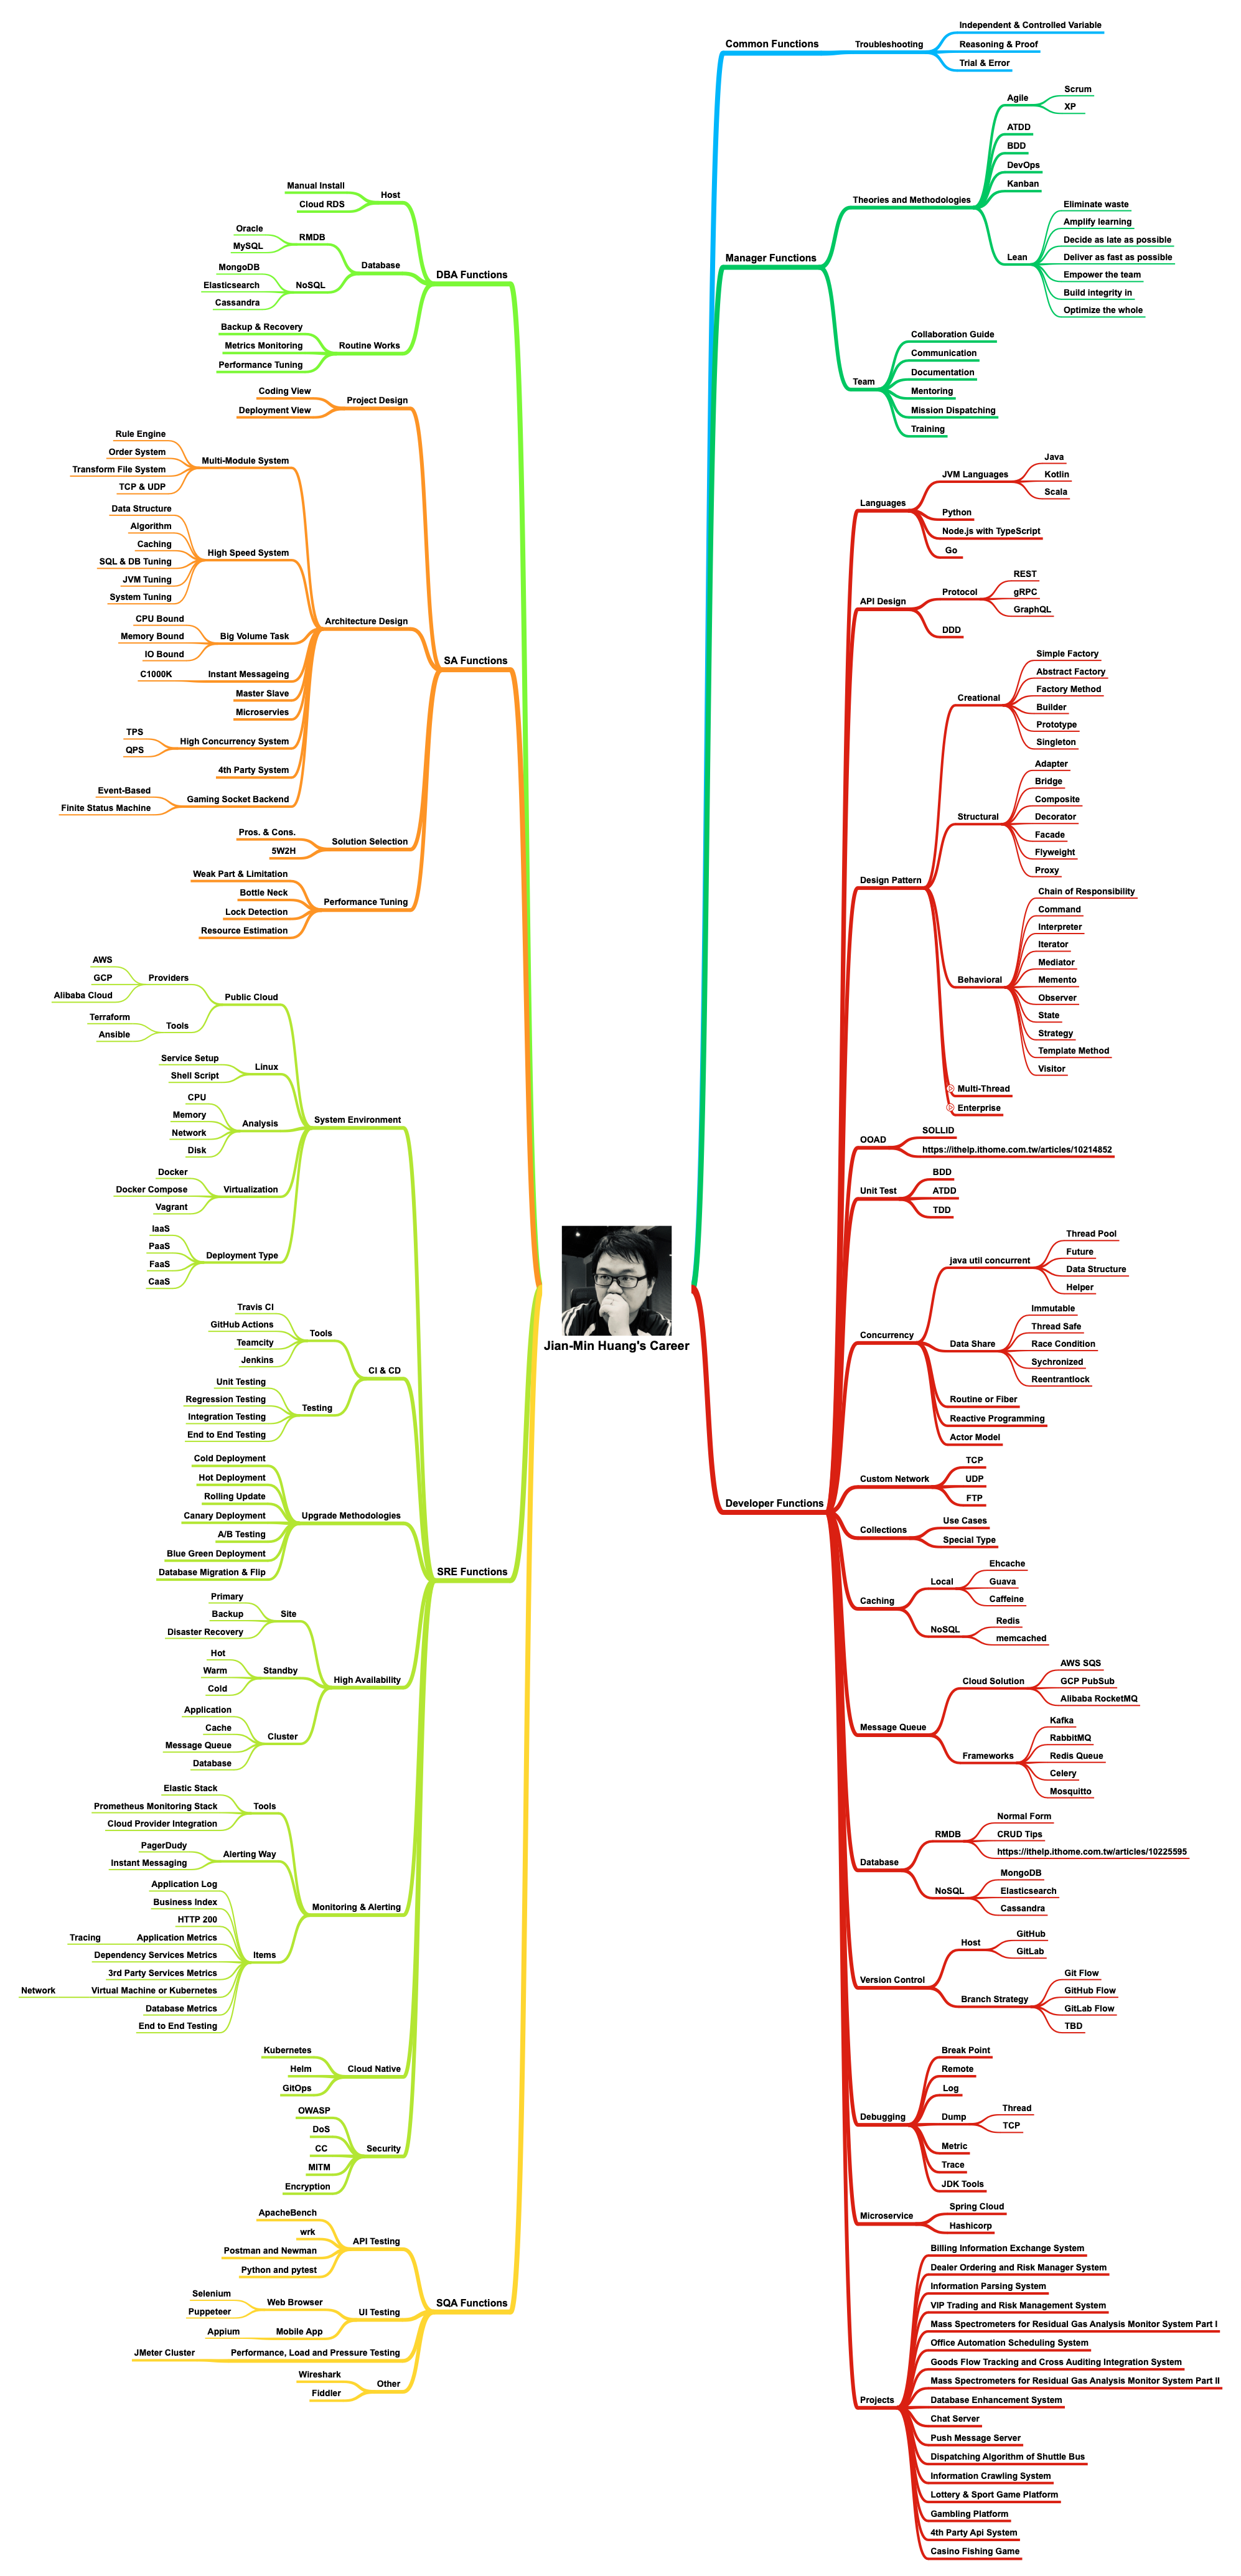 Jian-Min Huang's Career
Common Functions
Troubleshooting
Independent & Controlled Variable
Reasoning & Proof
Trial & Error
Manager Functions
Theories and Methodologies
Agile
Scrum
XP
ATDD
BDD
DevOps
Kanban
Lean
Eliminate waste
Amplify learning
Decide as late as possible
Deliver as fast as possible
Empower the team
Build integrity in
Optimize the whole
Team
Collaboration Guide
Communication
Documentation
Mentoring
Mission Dispatching
Training
Developer Functions
Languages
JVM Languages
Java
Kotlin
Scala
Python
Node.js with TypeScript
Go
API Design
Protocol
REST
gRPC
GraphQL
DDD
Design Pattern
Creational
Simple Factory
Abstract Factory
Factory Method
Builder
Prototype
Singleton
Structural
Adapter
Bridge
Composite
Decorator
Facade
Flyweight
Proxy
Behavioral
Chain of Responsibility
Command
Interpreter
Iterator
Mediator
Memento
Observer
State
Strategy
Template Method
Visitor
Multi-Thread
Enterprise
OOAD
SOLLID
https://ithelp.ithome.com.tw/articles/10214852
Unit Test
BDD
ATDD
TDD
Concurrency
java util concurrent
Thread Pool
Future
Data Structure
Helper
Data Share
Immutable
Thread Safe
Race Condition
Sychronized
Reentrantlock
Routine or Fiber
Reactive Programming
Actor Model
Custom Network
TCP
UDP
FTP
Collections
Use Cases
Special Type
Caching
Local
Ehcache
Guava
Caffeine
NoSQL
Redis
memcached
Message Queue
Cloud Solution
AWS SQS
GCP PubSub
Alibaba RocketMQ
Frameworks
Kafka
RabbitMQ
Redis Queue
Celery
Mosquitto
Database
RMDB
Normal Form
CRUD Tips
https://ithelp.ithome.com.tw/articles/10225595
NoSQL
MongoDB
Elasticsearch
Cassandra
Version Control
Host
GitHub
GitLab
Branch Strategy
Git Flow
GitHub Flow
GitLab Flow
TBD
Debugging
Break Point
Remote
Log
Dump
Thread
TCP
Metric
Trace
JDK Tools
Microservice
Spring Cloud
Hashicorp
Projects
Billing Information Exchange System
Dealer Ordering and Risk Manager System
Information Parsing System
VIP Trading and Risk Management System
Mass Spectrometers for Residual Gas Analysis Monitor System Part I
Office Automation Scheduling System
Goods Flow Tracking and Cross Auditing Integration System
Mass Spectrometers for Residual Gas Analysis Monitor System Part II
Database Enhancement System
Chat Server
Push Message Server
Dispatching Algorithm of Shuttle Bus
Information Crawling System
Lottery & Sport Game Platform
Gambling Platform
4th Party Api System
Casino Fishing Game
DBA Functions
Host
Manual Install
Cloud RDS
Database
RMDB
Oracle
MySQL
NoSQL
MongoDB
Elasticsearch
Cassandra
Routine Works
Backup & Recovery
Metrics Monitoring
Performance Tuning
SA Functions
Project Design
Coding View
Deployment View
Architecture Design
Multi-Module System
Rule Engine
Order System
Transform File System
TCP & UDP
High Speed System
Data Structure
Algorithm
Caching
SQL & DB Tuning
JVM Tuning
System Tuning
Big Volume Task
CPU Bound
Memory Bound
IO Bound
Instant Messageing
C1000K
Master Slave
Microservies
High Concurrency System
TPS
QPS
4th Party System
Gaming Socket Backend
Event-Based
Finite Status Machine
Solution Selection
Pros. & Cons.
5W2H
Performance Tuning
Weak Part & Limitation
Bottle Neck
Lock Detection
Resource Estimation
SRE Functions
System Environment
Public Cloud
Providers
AWS
GCP
Alibaba Cloud
Tools
Terraform
Ansible
Linux
Service Setup
Shell Script
Analysis
CPU
Memory
Network
Disk
Virtualization
Docker
Docker Compose
Vagrant
Deployment Type
IaaS
PaaS
FaaS
CaaS
CI & CD
Tools
Travis CI
GitHub Actions
Teamcity
Jenkins
Testing
Unit Testing
Regression Testing
Integration Testing
End to End Testing
Upgrade Methodologies
Cold Deployment
Hot Deployment
Rolling Update
Canary Deployment
A/B Testing
Blue Green Deployment
Database Migration & Flip
High Availability
Site
Primary
Backup
Disaster Recovery
Standby
Hot
Warm
Cold
Cluster
Application
Cache
Message Queue
Database
Monitoring & Alerting
Tools
Elastic Stack
Prometheus Monitoring Stack
Cloud Provider Integration
Alerting Way
PagerDudy
Instant Messaging
Items
Application Log
Business Index
HTTP 200
Application Metrics
Tracing
Dependency Services Metrics
3rd Party Services Metrics
Virtual Machine or Kubernetes
Network
Database Metrics
End to End Testing
Cloud Native
Kubernetes
Helm
GitOps
Security
OWASP
DoS
CC
MITM
Encryption
SQA Functions
API Testing
ApacheBench
wrk
Postman and Newman
Python and pytest
UI Testing
Web Browser
Selenium
Puppeteer
Mobile App
Appium
Performance, Load and Pressure Testing
JMeter Cluster
Other
Wireshark
Fiddler